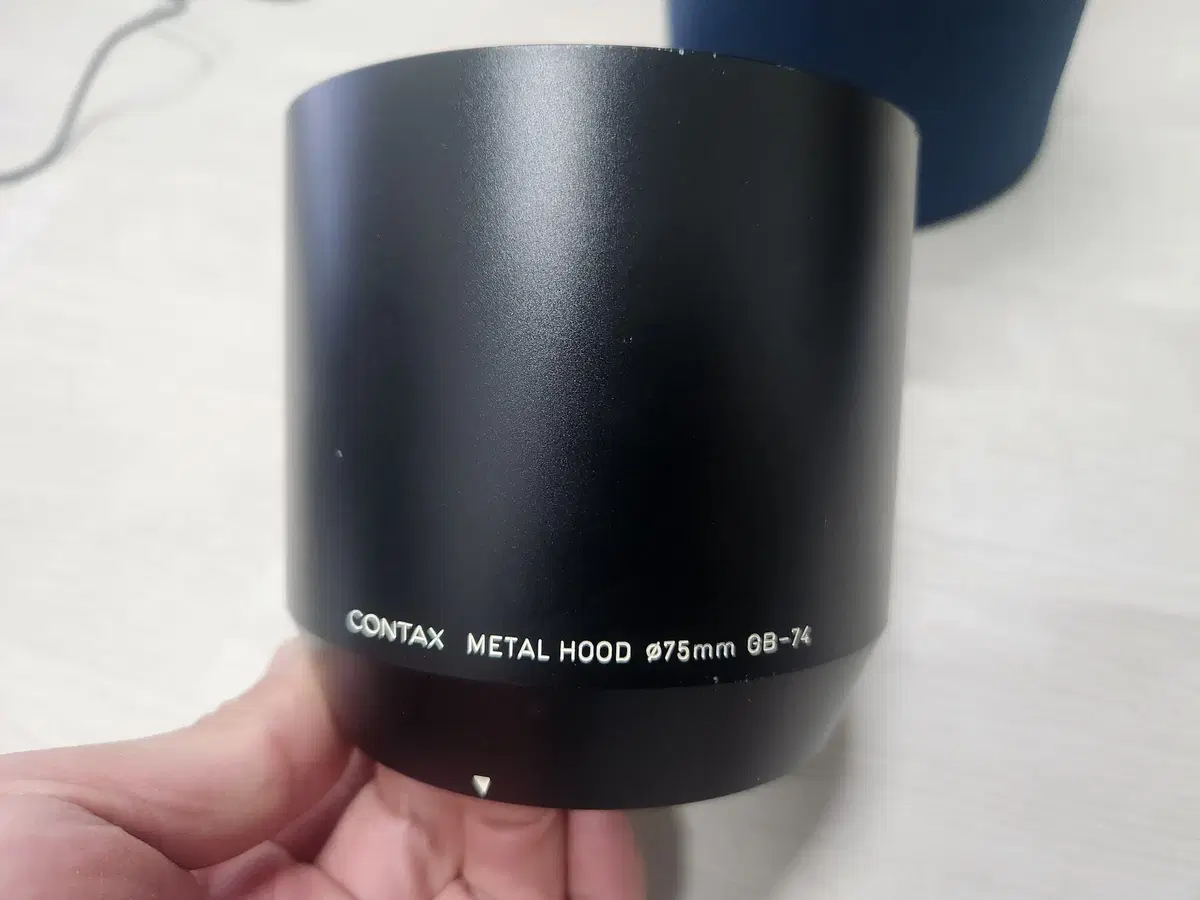 CONTAX METAL HOOD ø75mm GB-74